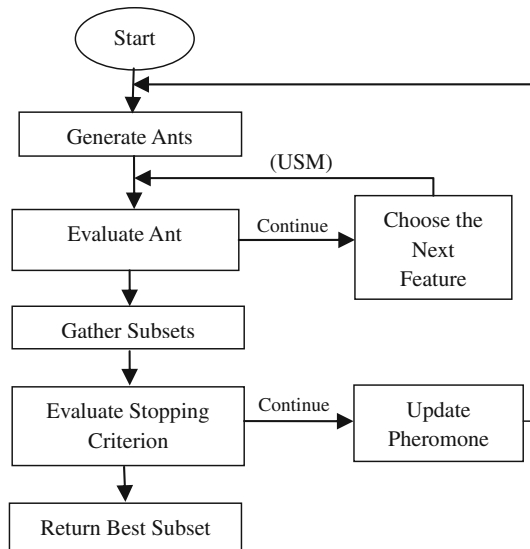 Start
Generate Ants
(USM)
Evaluate Ant
Continue
Choose the
Next
Feature
Gather Subsets
Evaluate Stopping
Criterion
Continue
Update
Pheromone
Return Best Subset